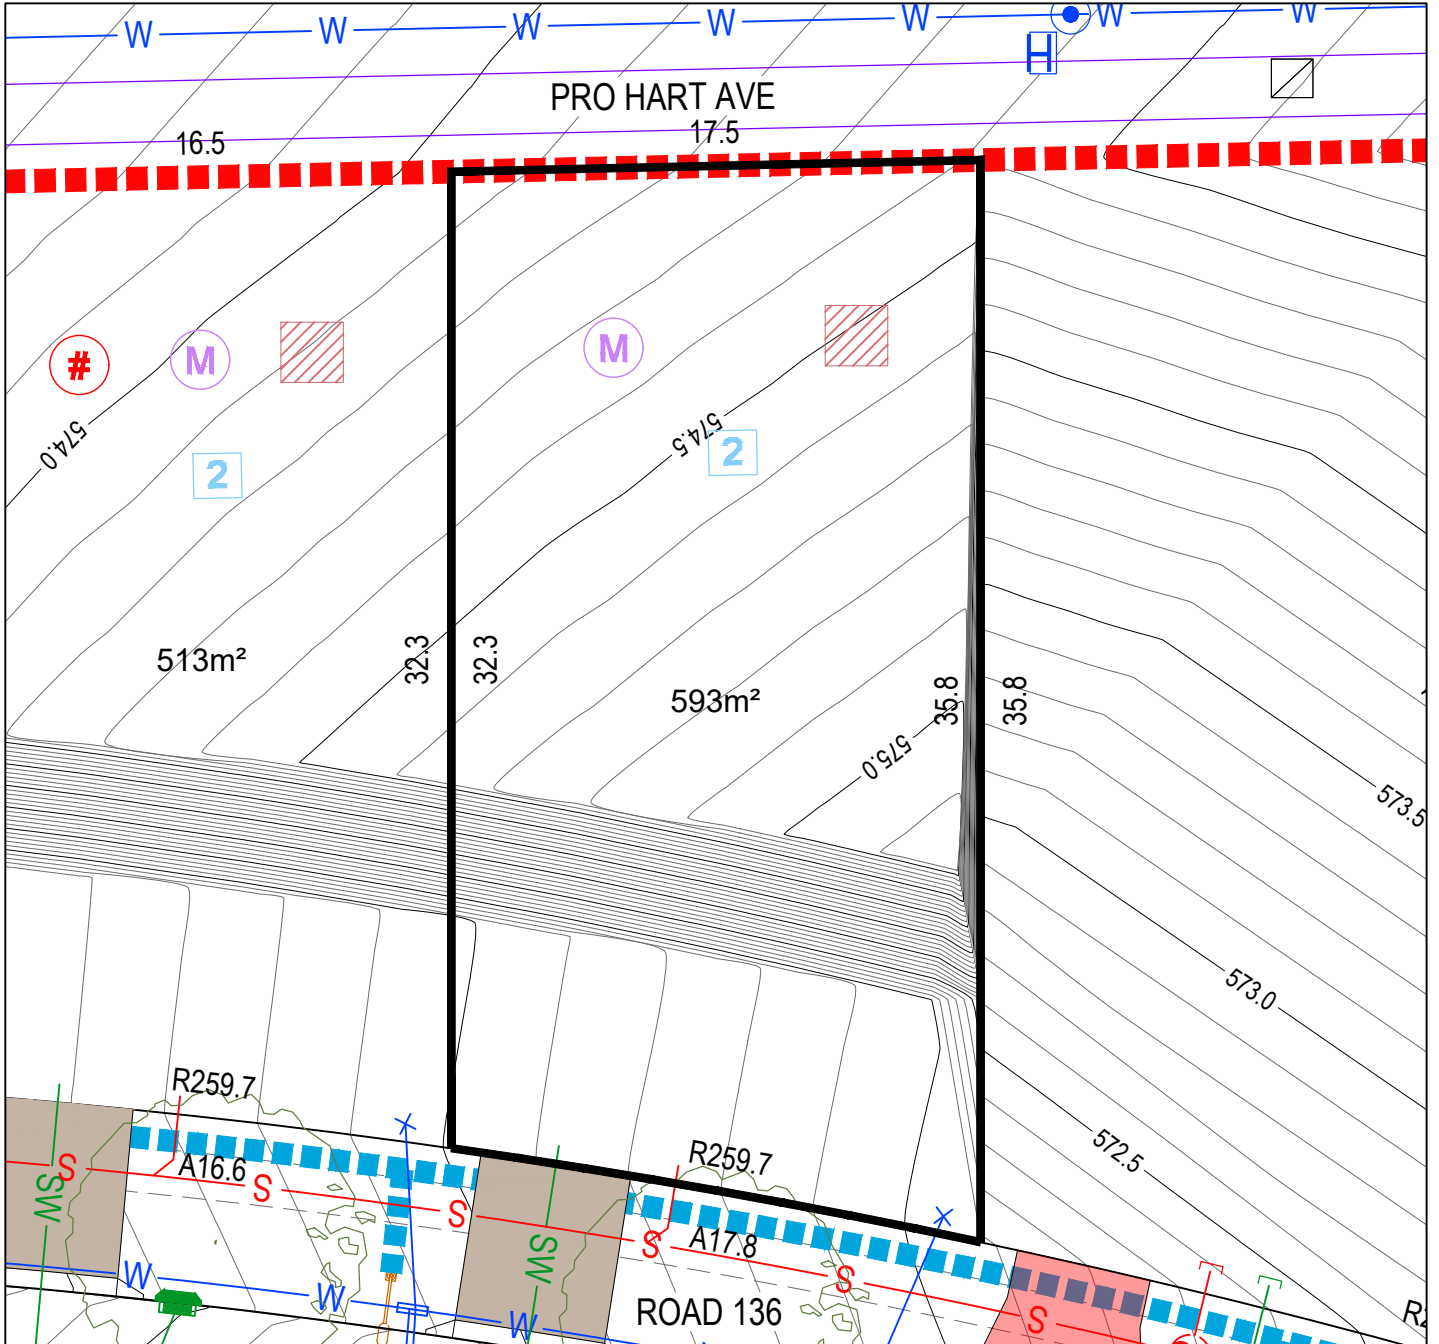 W W W W W W W
H
PRO HART AVE
16.5
17.5
# M M
574.0
574.5
2 2
32.3
32.3
513m²
593m²
35.8
35.8
575.0
573.5
573.0
572.5
R259.7
R259.7
S S S S S S
A16.6
A17.8
SW
SW
W W W
ROAD 136